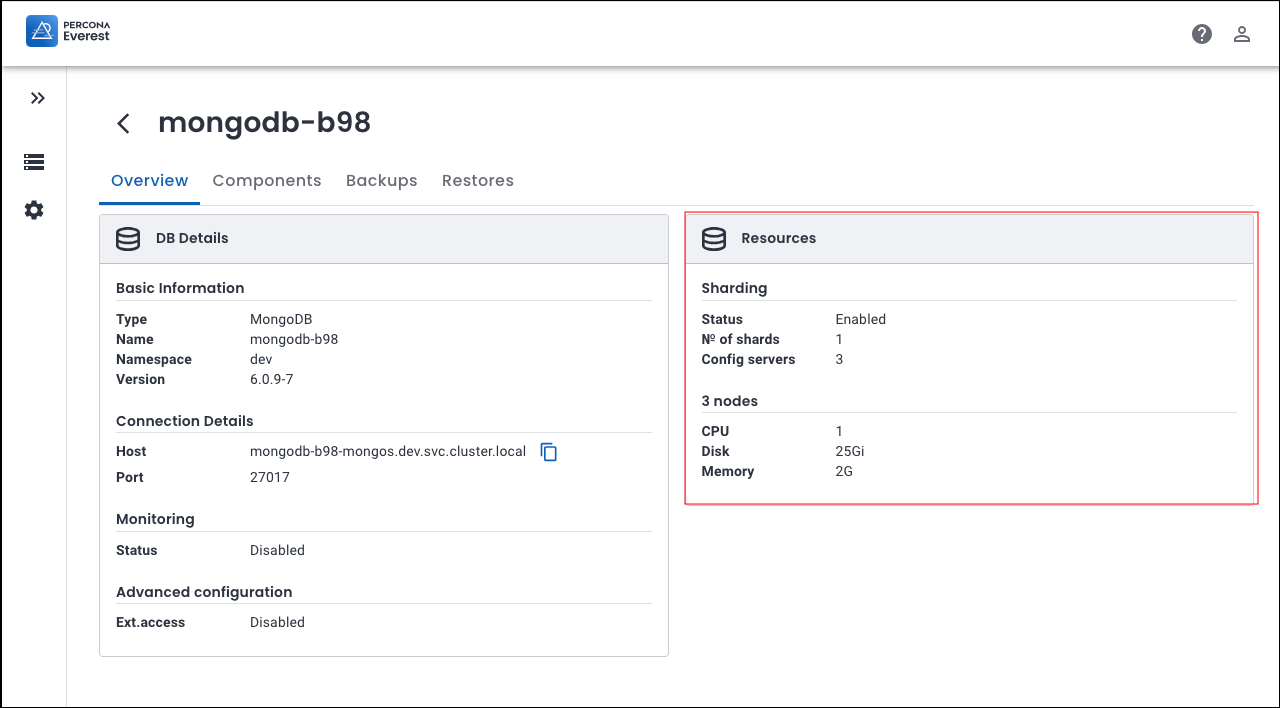 PERCONA
Everest
mongodb-b98
Overview Components Backups Restores
DB Details
Basic Information
Type MongoDB
Name mongodb-b98
Namespace dev
Version 6.0.9-7
Connection Details
Host mongodb-b98-mongos.dev.svc.cluster.local
Port 27017
Monitoring
Status Disabled
Advanced configuration
Ext.access Disabled
Resources
Sharding
Status Enabled
№ of shards 1
Config servers 3
3 nodes
CPU 1
Disk 25Gi
Memory 2G